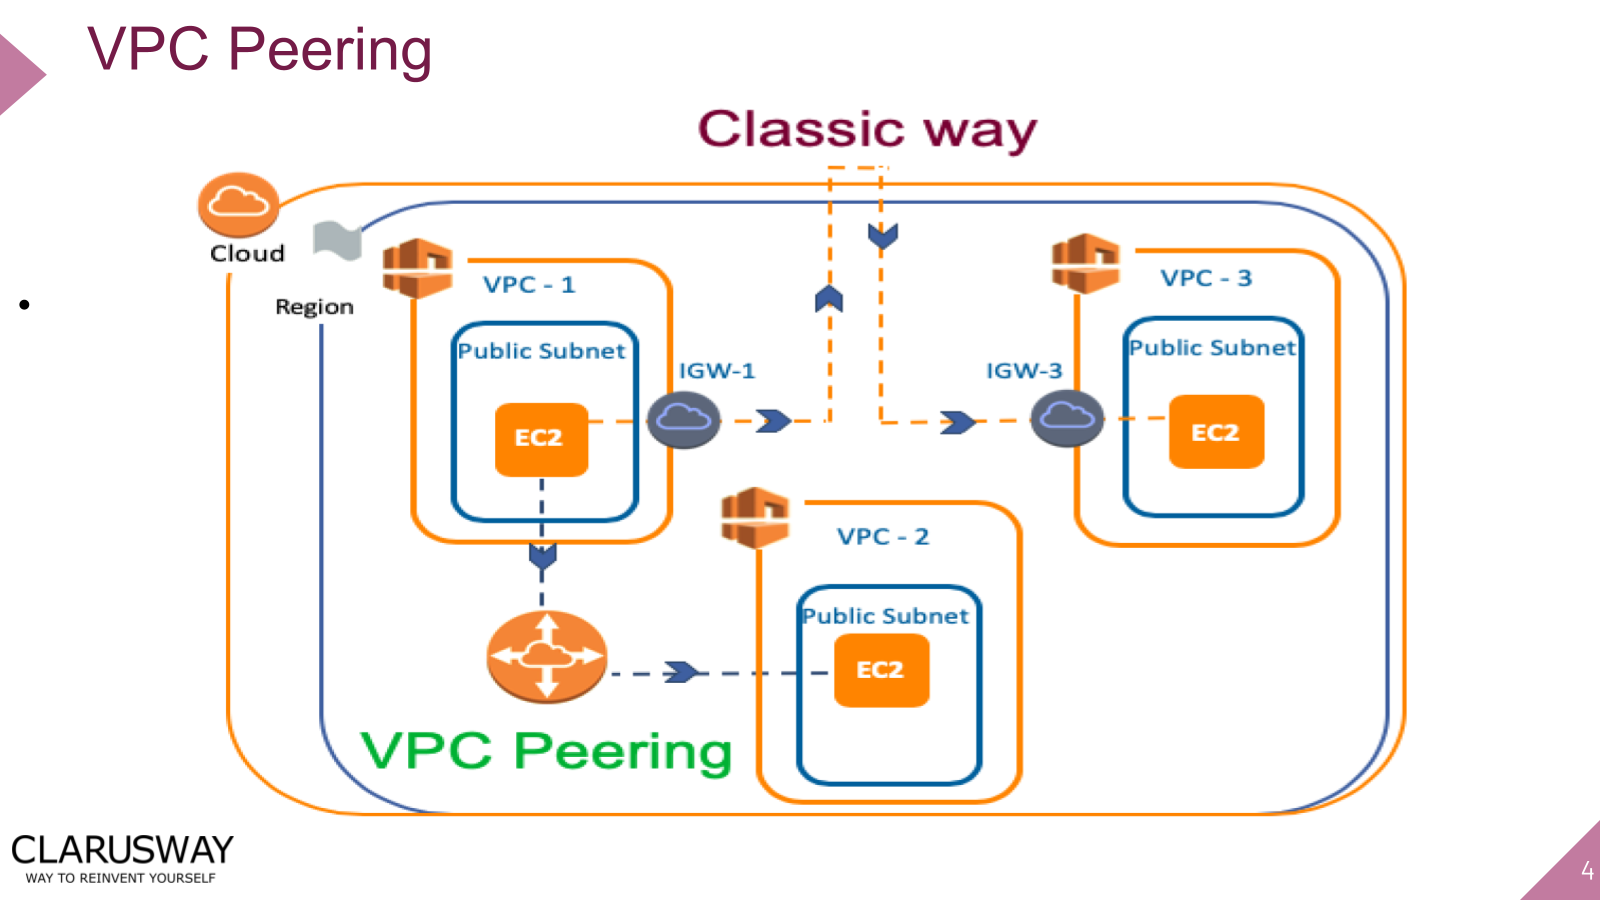 VPC Peering
Classic way
Cloud
Region
VPC - 1
Public Subnet
EC2
IGW-1
IGW-3
VPC - 3
Public Subnet
EC2
VPC - 2
Public Subnet
EC2
VPC Peering
CLARUSWAY
WAY TO REINVENT YOURSELF
4